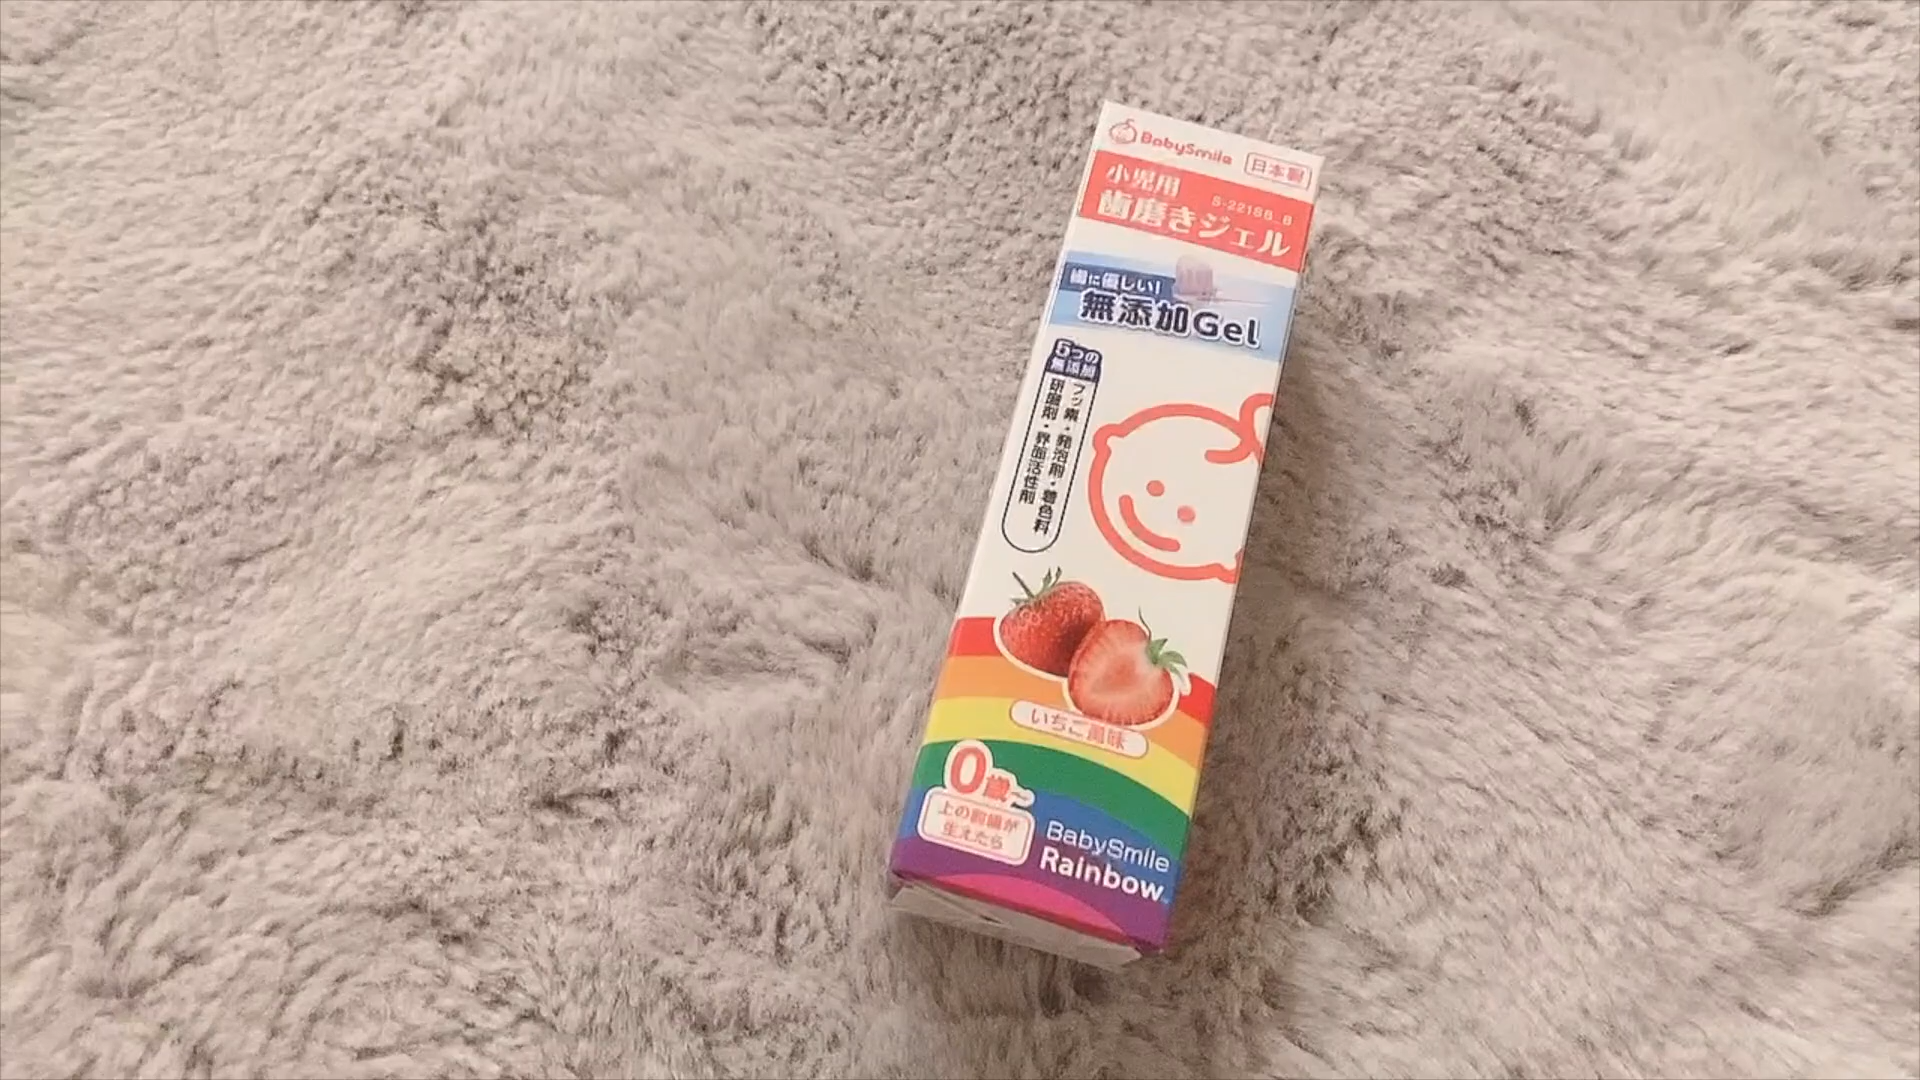 BabySmile
日本製
小児用
S-221SB_B
歯磨きジェル
歯に優しい!
無添加Gel
5つの
無添加
フッ素・発泡剤・着色料
研磨剤・界面活性剤
いちご風味
0歳~
上の前歯が
生えたら
BabySmile
Rainbow